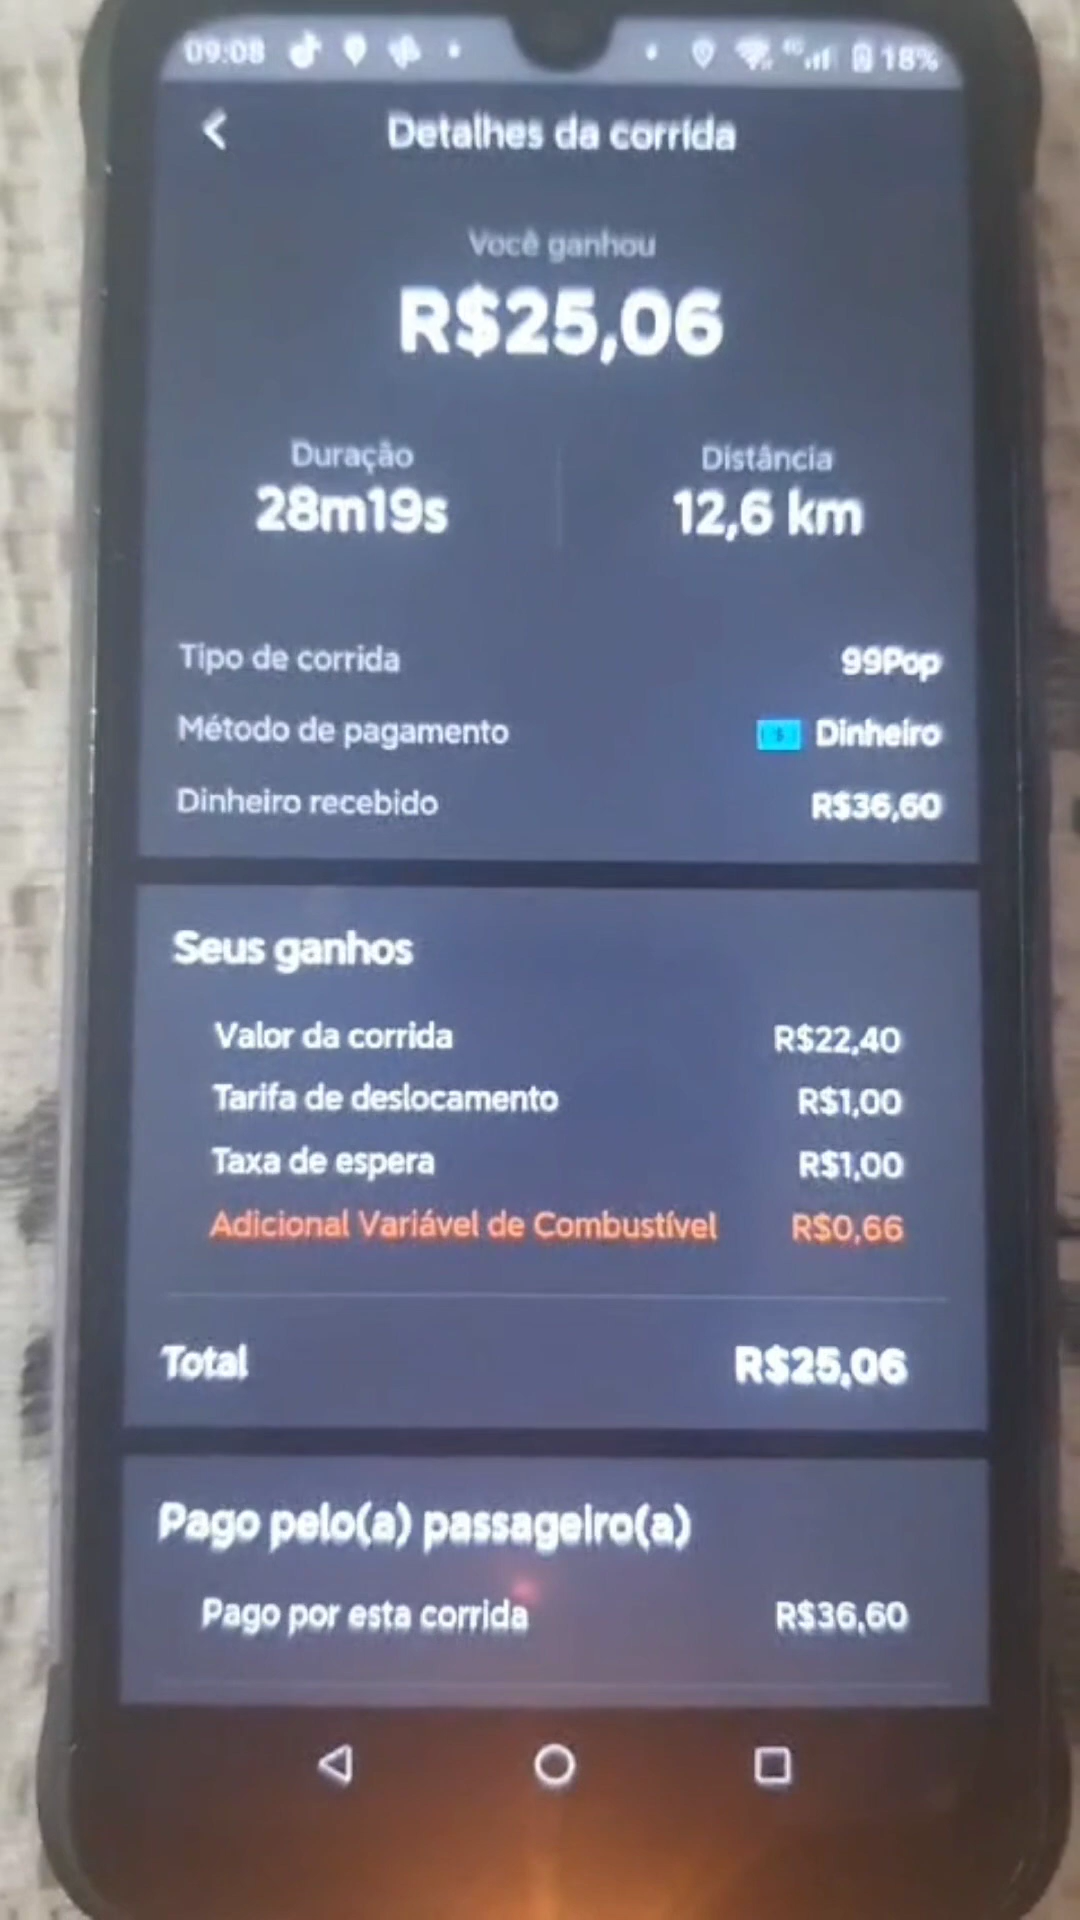 09:08 4G 18%
Detalhes da corrida
Você ganhou
R$25,06
Duração Distância
28m19s 12,6 km
Tipo de corrida 99Pop
Método de pagamento $ Dinheiro
Dinheiro recebido R$36,60
Seus ganhos
Valor da corrida R$22,40
Tarifa de deslocamento R$1,00
Taxa de espera R$1,00
Adicional Variável de Combustível R$0,66
Total R$25,06
Pago pelo(a) passageiro(a)
Pago por esta corrida R$36,60